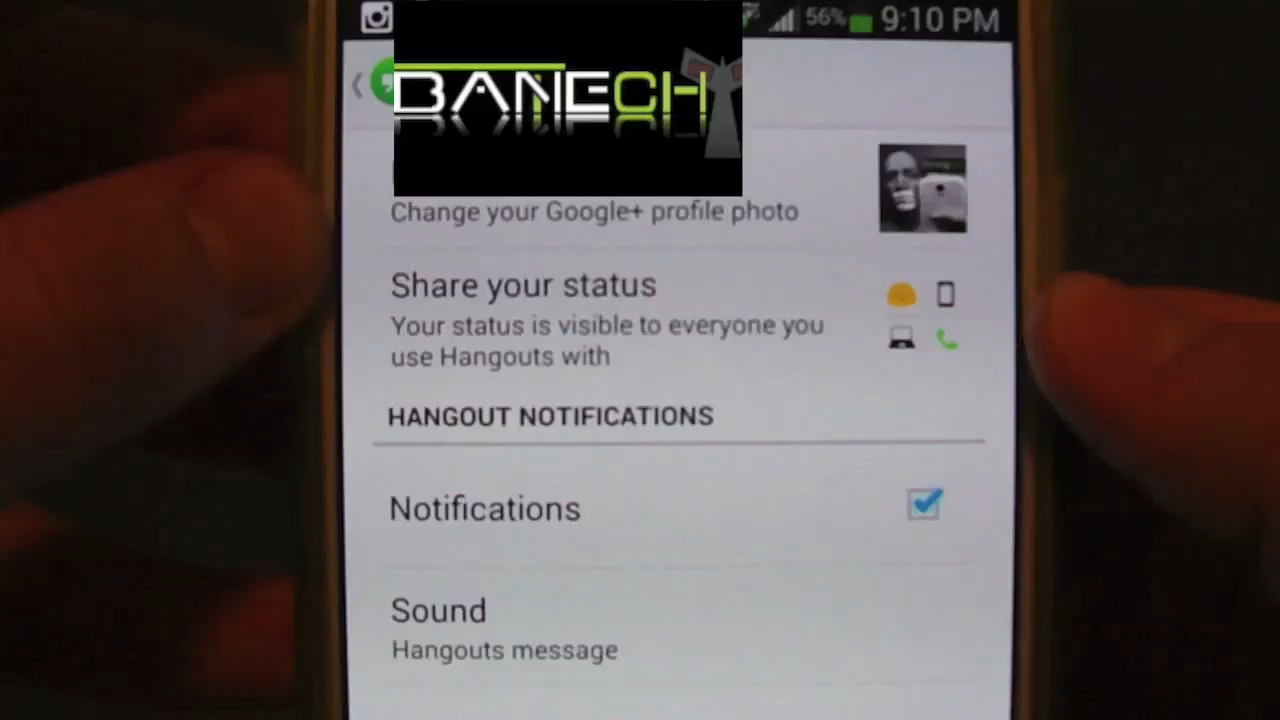 56% 9:10 PM
BANECH
Change your Google+ profile photo
Share your status
Your status is visible to everyone you
use Hangouts with
HANGOUT NOTIFICATIONS
Notifications
Sound
Hangouts message